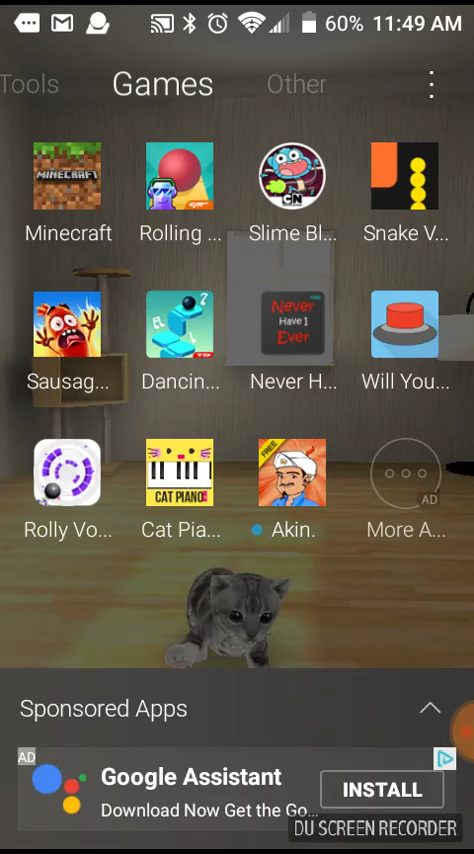 60% 11:49 AM
Tools Games Other
MINECRAFT
CN
Minecraft Rolling ... Slime Bl... Snake V...
Never
Have I
Ever
Sausag... Dancin... Never H... Will You...
CAT PIANO
FREE
AD
Rolly Vo... Cat Pia... Akin. More A...
Sponsored Apps
AD
Google Assistant
INSTALL
Download Now Get the Go...
DU SCREEN RECORDER